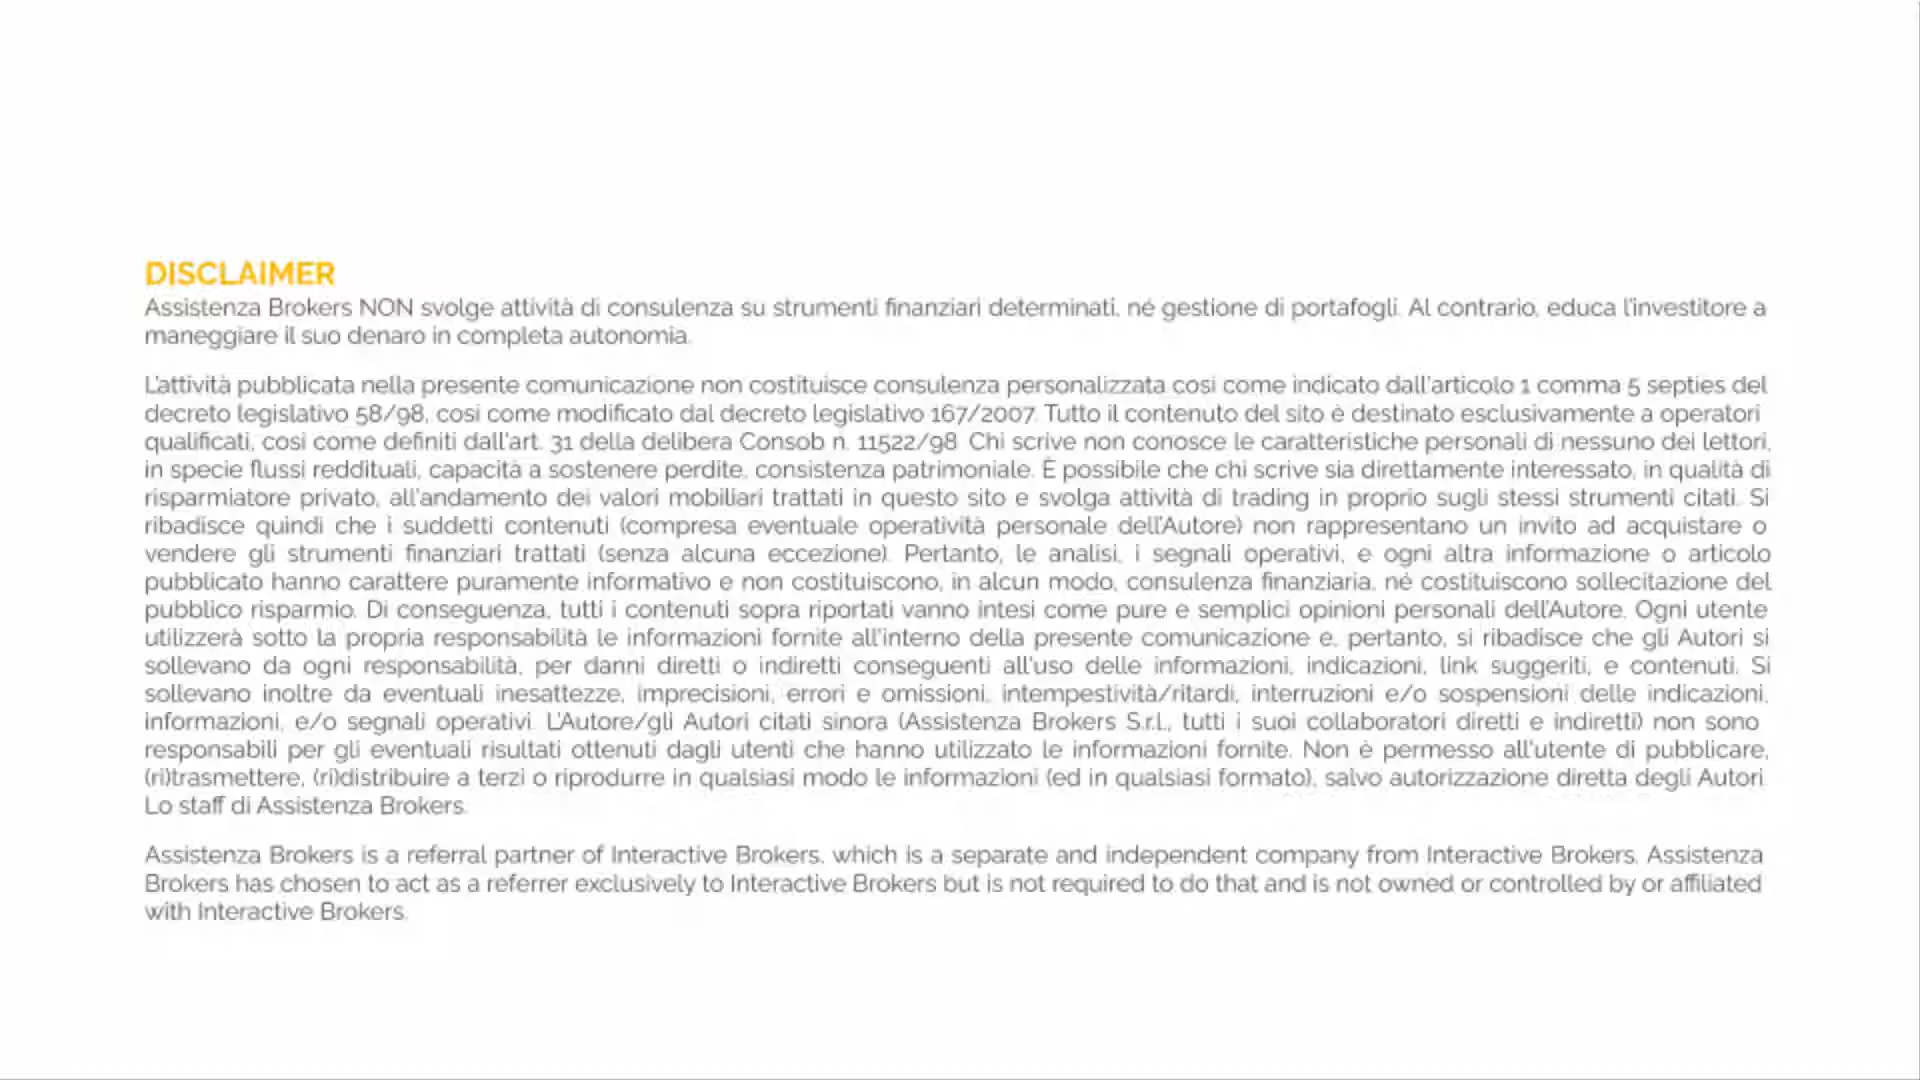 DISCLAIMER
Assistenza Brokers NON svolge attività di consulenza su strumenti finanziari determinati, né gestione di portafogli. Al contrario, educa l'investitore a
maneggiare il suo denaro in completa autonomia.
L'attività pubblicata nella presente comunicazione non costituisce consulenza personalizzata così come indicato dall'articolo 1 comma 5 septies del
decreto legislativo 58/98, così come modificato dal decreto legislativo 167/2007. Tutto il contenuto del sito è destinato esclusivamente a operatori
qualificati, così come definiti dall'art. 31 della delibera Consob n. 11522/98. Chi scrive non conosce le caratteristiche personali di nessuno dei lettori,
in specie flussi reddituali, capacità a sostenere perdite, consistenza patrimoniale. È possibile che chi scrive sia direttamente interessato, in qualità di
risparmiatore privato, all'andamento dei valori mobiliari trattati in questo sito e svolga attività di trading in proprio sugli stessi strumenti citati. Si
ribadisce quindi che i suddetti contenuti (compresa eventuale operatività personale dell'Autore) non rappresentano un invito ad acquistare o
vendere gli strumenti finanziari trattati (senza alcuna eccezione). Pertanto, le analisi, i segnali operativi, e ogni altra informazione o articolo
pubblicato hanno carattere puramente informativo e non costituiscono, in alcun modo, consulenza finanziaria, né costituiscono sollecitazione del
pubblico risparmio. Di conseguenza, tutti i contenuti sopra riportati vanno intesi come pure e semplici opinioni personali dell'Autore. Ogni utente
utilizzerà sotto la propria responsabilità le informazioni fornite all'interno della presente comunicazione e, pertanto, si ribadisce che gli Autori si
sollevano da ogni responsabilità, per danni diretti o indiretti conseguenti all'uso delle informazioni, indicazioni, link suggeriti, e contenuti. Si
sollevano inoltre da eventuali inesattezze, imprecisioni, errori e omissioni, intempestività/ritardi, interruzioni e/o sospensioni delle indicazioni,
informazioni, e/o segnali operativi. L'Autore/gli Autori citati sinora (Assistenza Brokers S.r.l., tutti i suoi collaboratori diretti e indiretti) non sono
responsabili per gli eventuali risultati ottenuti dagli utenti che hanno utilizzato le informazioni fornite. Non è permesso all'utente di pubblicare,
(ri)trasmettere, (ri)distribuire a terzi o riprodurre in qualsiasi modo le informazioni (ed in qualsiasi formato), salvo autorizzazione diretta degli Autori.
Lo staff di Assistenza Brokers.
Assistenza Brokers is a referral partner of Interactive Brokers, which is a separate and independent company from Interactive Brokers. Assistenza
Brokers has chosen to act as a referrer exclusively to Interactive Brokers but is not required to do that and is not owned or controlled by or affiliated
with Interactive Brokers.